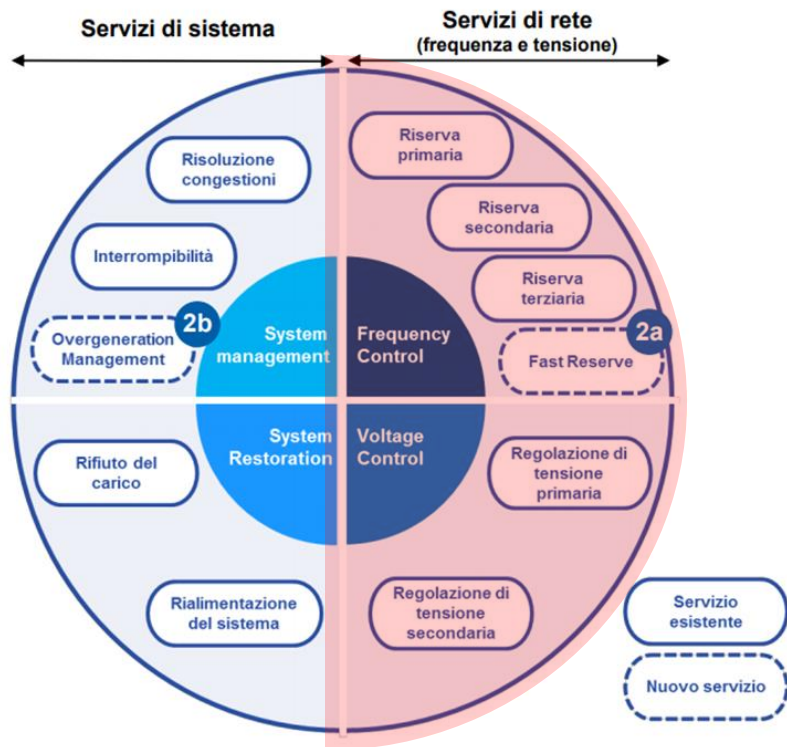 Servizi di sistema
Servizi di rete
(frequenza e tensione)
Risoluzione
congestioni
Interrompibilità
Overgeneration
Management
2b
System
management
Riserva
primaria
Riserva
secondaria
Riserva
terziaria
2a
Fast Reserve
Frequency
Control
System
Restoration
Voltage
Control
Rifiuto del
carico
Rialimentazione
del sistema
Regolazione di
tensione
primaria
Regolazione di
tensione
secondaria
Servizio
esistente
Nuovo servizio